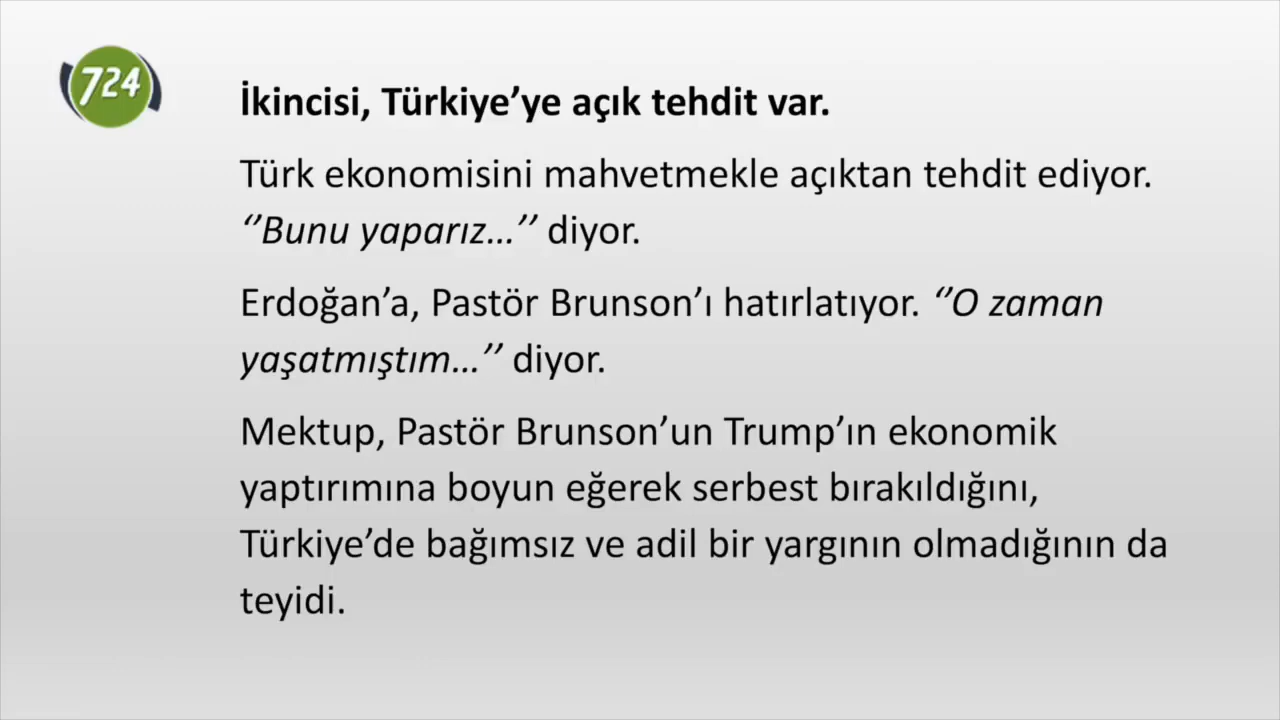 724
İkincisi, Türkiye’ye açık tehdit var.
Türk ekonomisini mahvetmekle açıktan tehdit ediyor.
‘’Bunu yaparız...’’ diyor.
Erdoğan’a, Pastör Brunson’ı hatırlatıyor. ‘’O zaman
yaşatmıştım...’’ diyor.
Mektup, Pastör Brunson’un Trump’ın ekonomik
yaptırımına boyun eğerek serbest bırakıldığını,
Türkiye’de bağımsız ve adil bir yargının olmadığının da
teyidi.